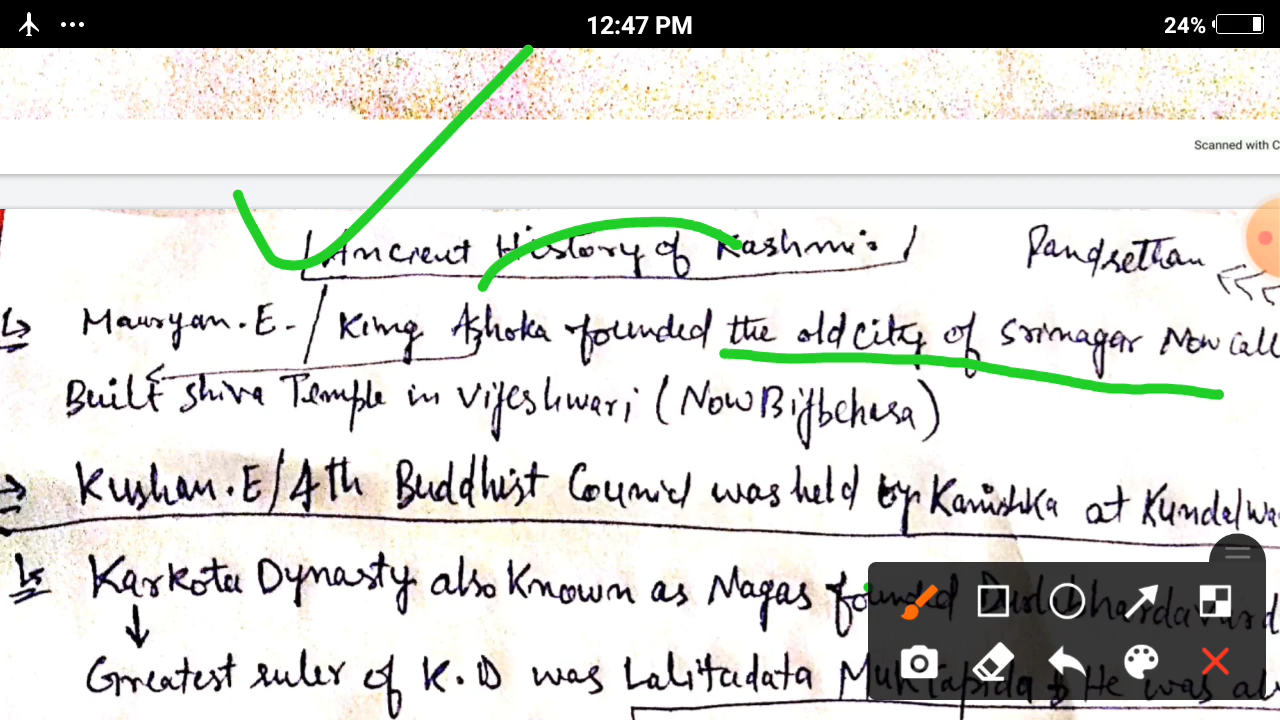 12:47 PM
24%
Scanned with C
Ancient History of Kashmir
Pandrethan
Mauryan.E-/King Ashoka founded the old city of Srinagar Now call
Built Shiva Temple in Vijeshwari (Now Bijbehara)
Kushan.E/4th Buddhist Council was held by Kanishka at Kundalwa
Karkota Dynasty also Known as Nagas founded
Greatest ruler of K.D was Lalitadata Muktapida He was al